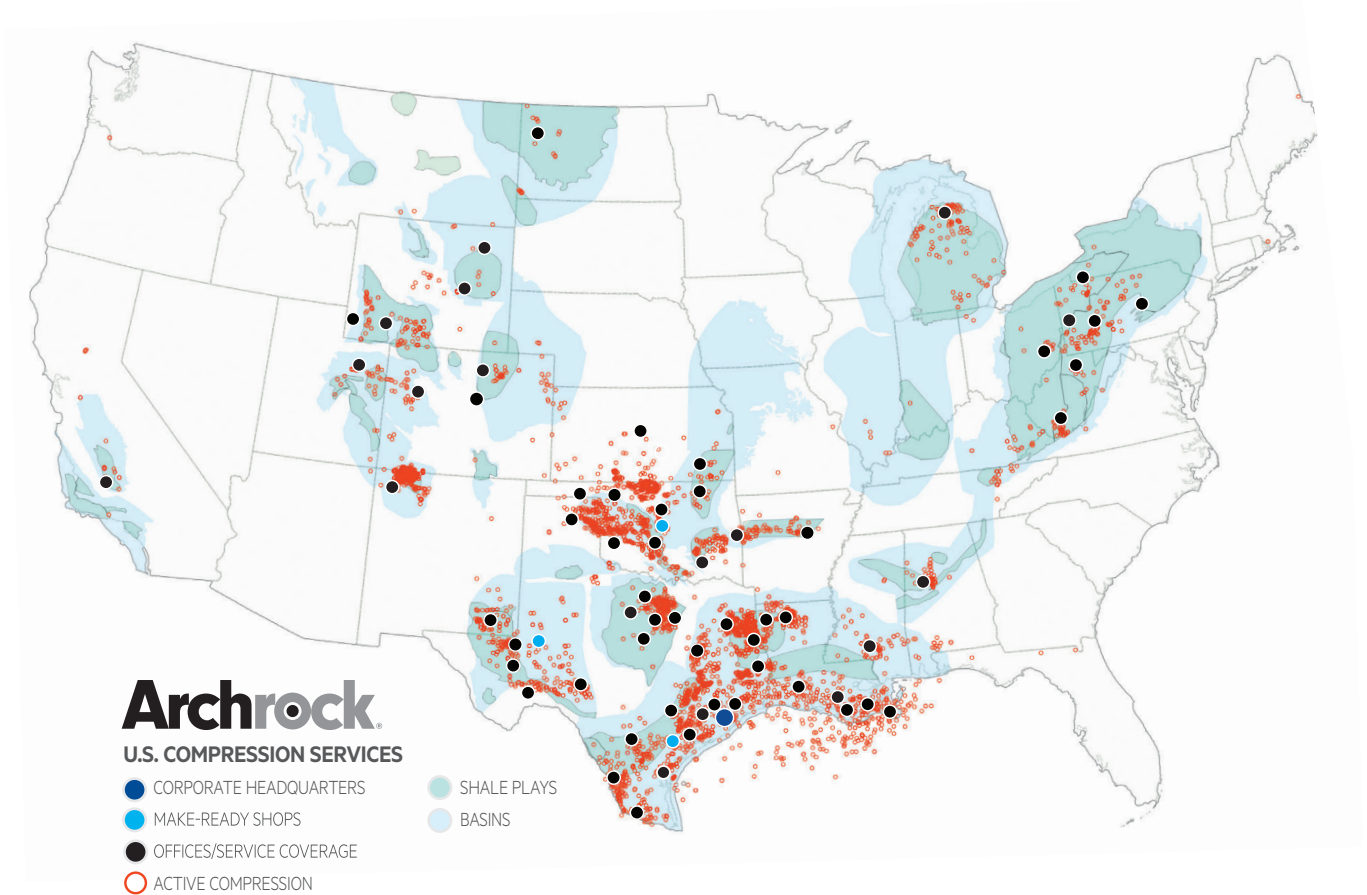 Archrock®
U.S. COMPRESSION SERVICES
CORPORATE HEADQUARTERS
MAKE-READY SHOPS
OFFICES/SERVICE COVERAGE
ACTIVE COMPRESSION
SHALE PLAYS
BASINS